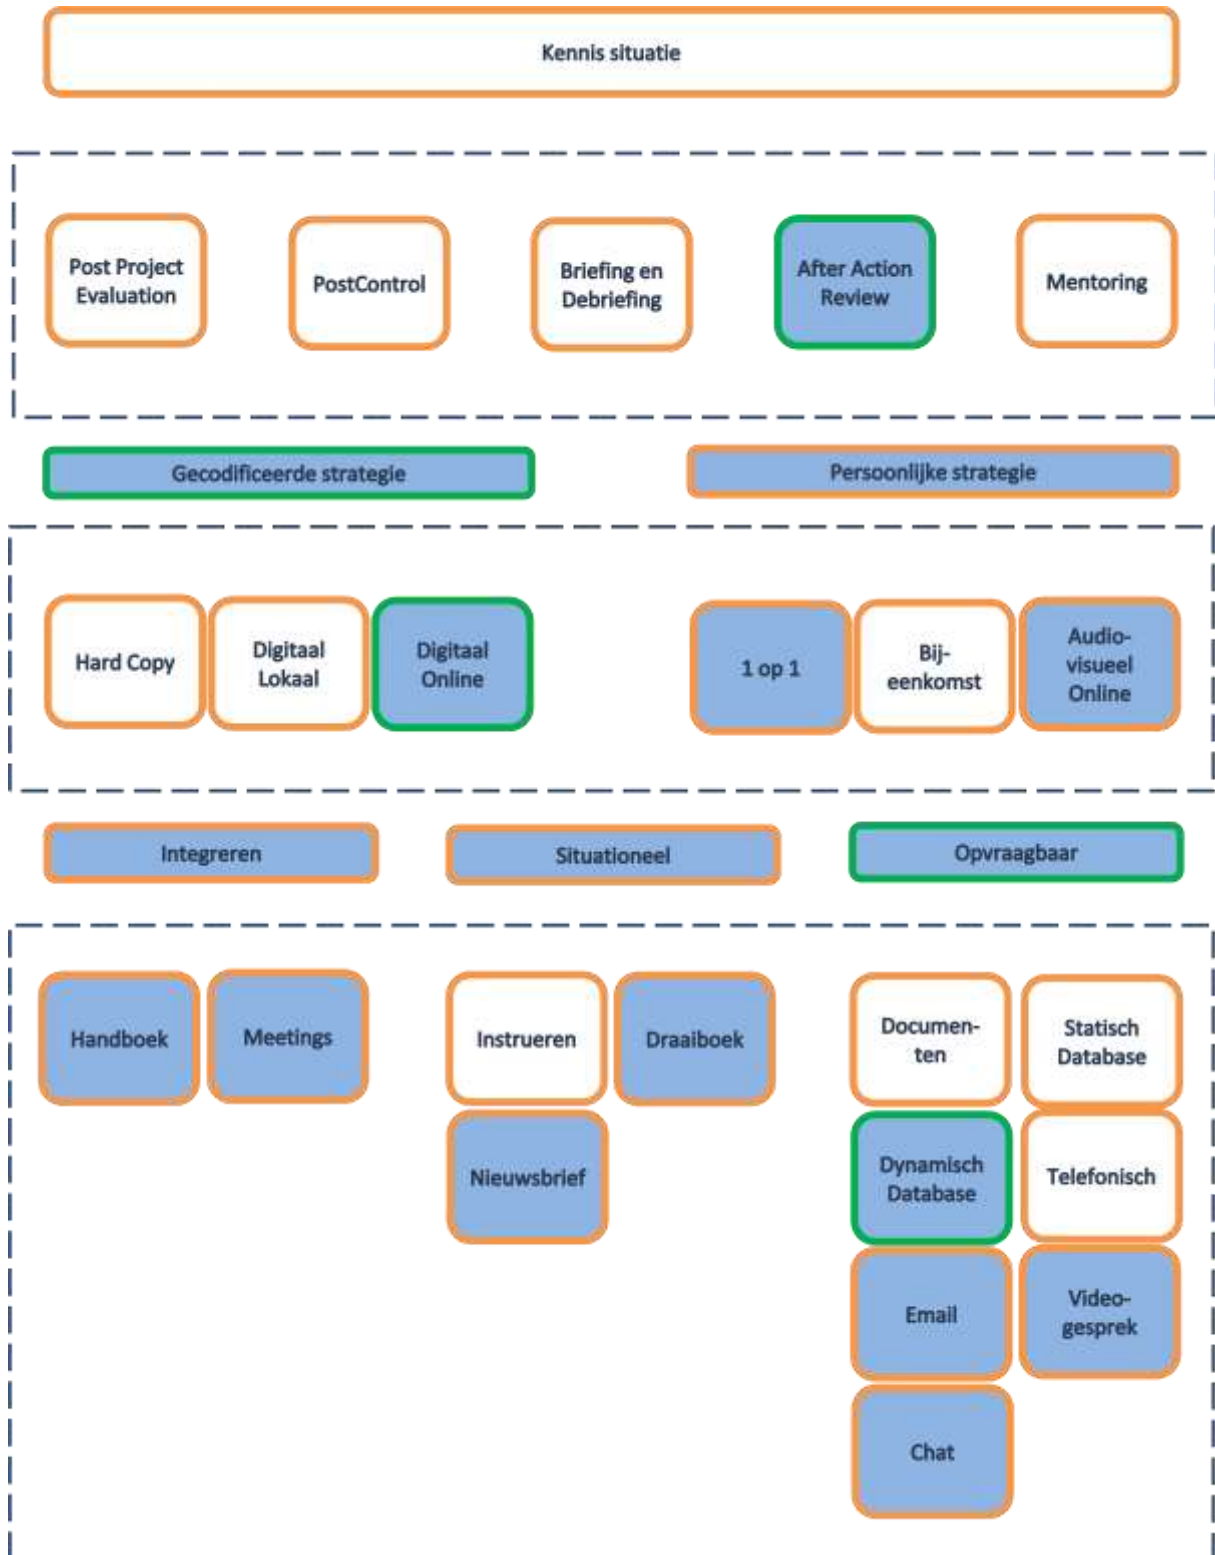 Kennis situatie
Post Project
Evaluation
PostControl
Briefing en
Debriefing
After Action
Review
Mentoring
Gecodificeerde strategie
Persoonlijke strategie
Hard Copy
Digitaal
Lokaal
Digitaal
Online
1 op 1
Bij-
eenkomst
Audio-
visueel
Online
Integreren
Situationeel
Opvraagbaar
Handboek
Meetings
Instrueren
Draaiboek
Documen-
ten
Statisch
Database
Nieuwsbrief
Dynamisch
Database
Telefonisch
Email
Video-
gesprek
Chat